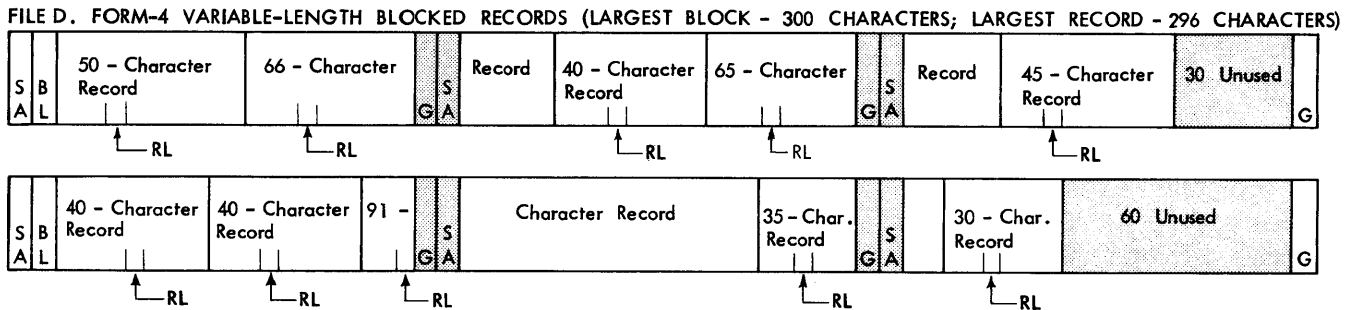 FILE D. FORM-4 VARIABLE-LENGTH BLOCKED RECORDS (LARGEST BLOCK - 300 CHARACTERS; LARGEST RECORD - 296 CHARACTERS)
S A B L 50 - Character Record 66 - Character G S A Record 40 - Character Record 65 - Character G S A Record 45 - Character Record 30 Unused G
RL RL RL RL RL
S A B L 40 - Character Record 40 - Character Record 91 - G S A Character Record 35 - Char. Record G S A 30 - Char. Record 60 Unused G
RL RL RL RL RL